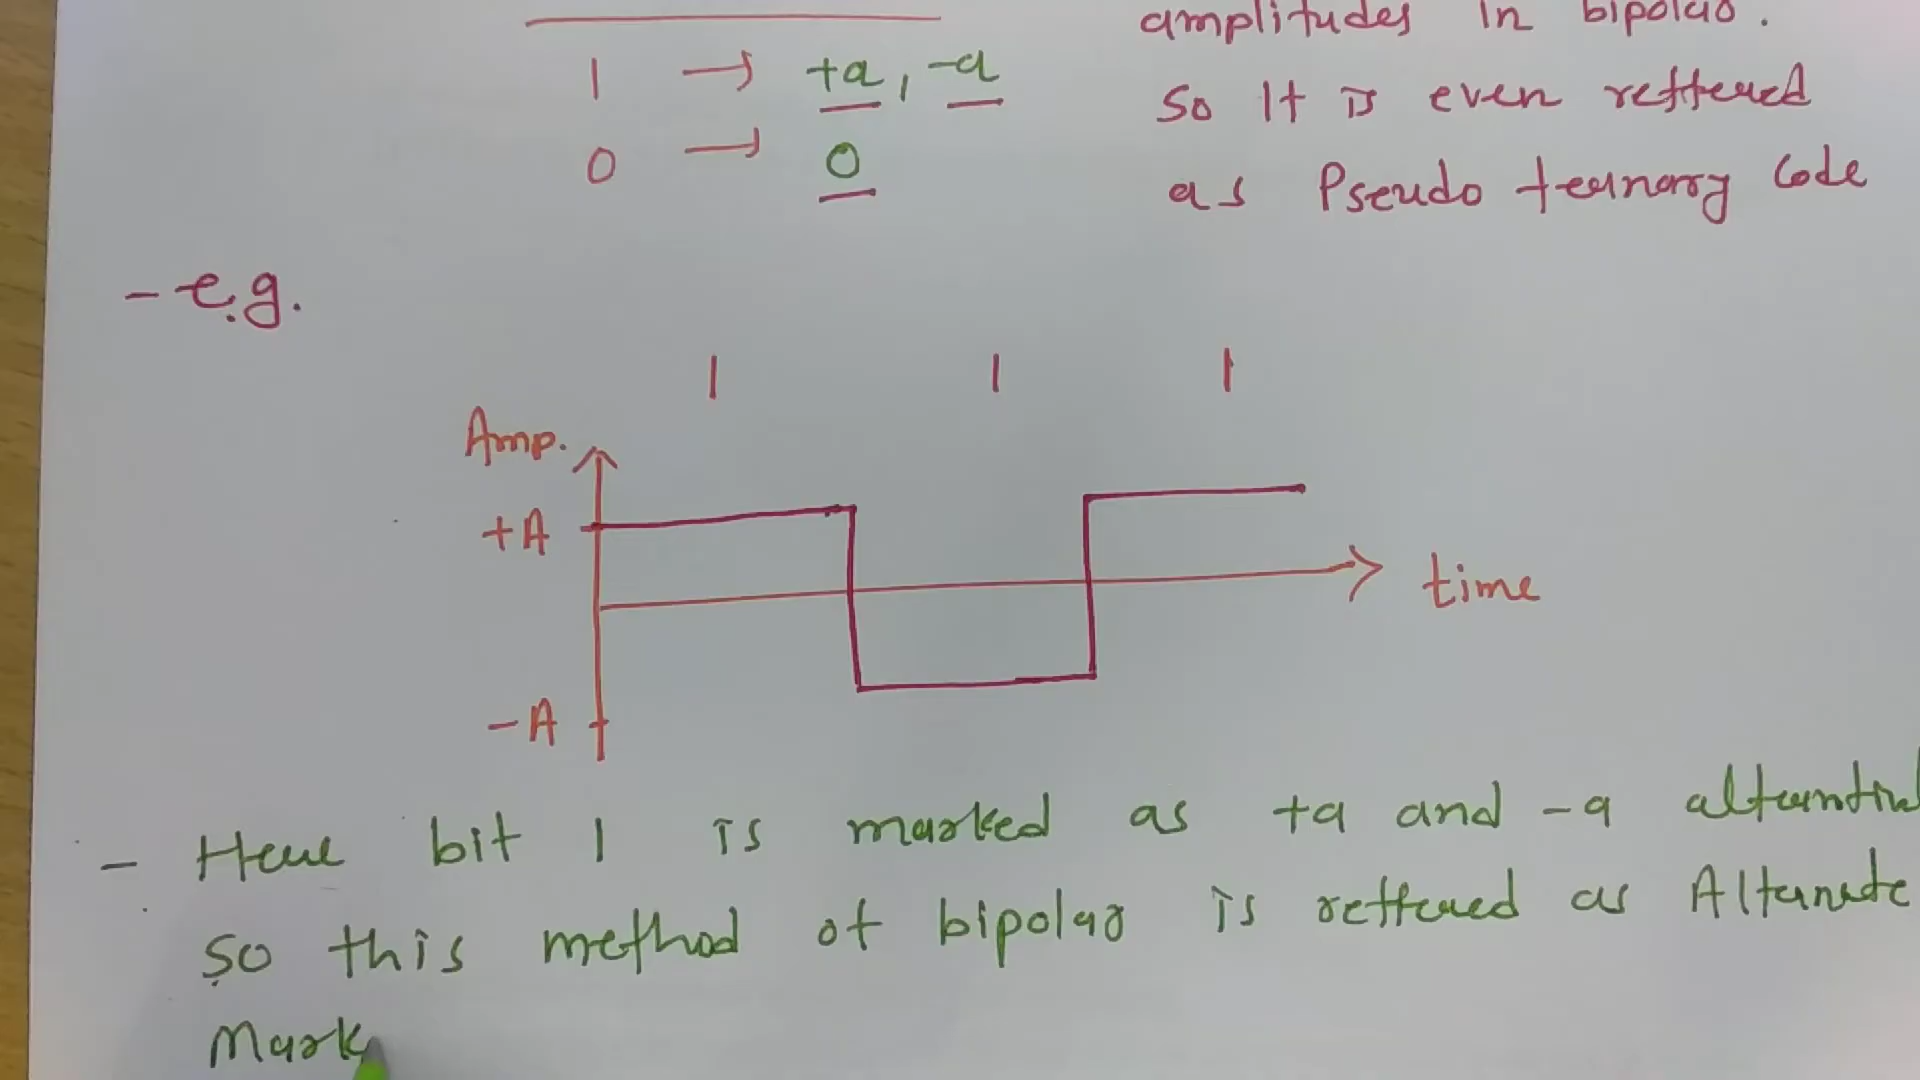 amplitudes in bipolar.
1 → +a, -a
so It is even reffered
0 → 0
as Pseudo ternary Code
- e.g.
1 1 1
Amp.
+A
time
-A
- Here bit 1 is marked as +a and -a
so this method of bipolar is reffered as Alternate
Mark